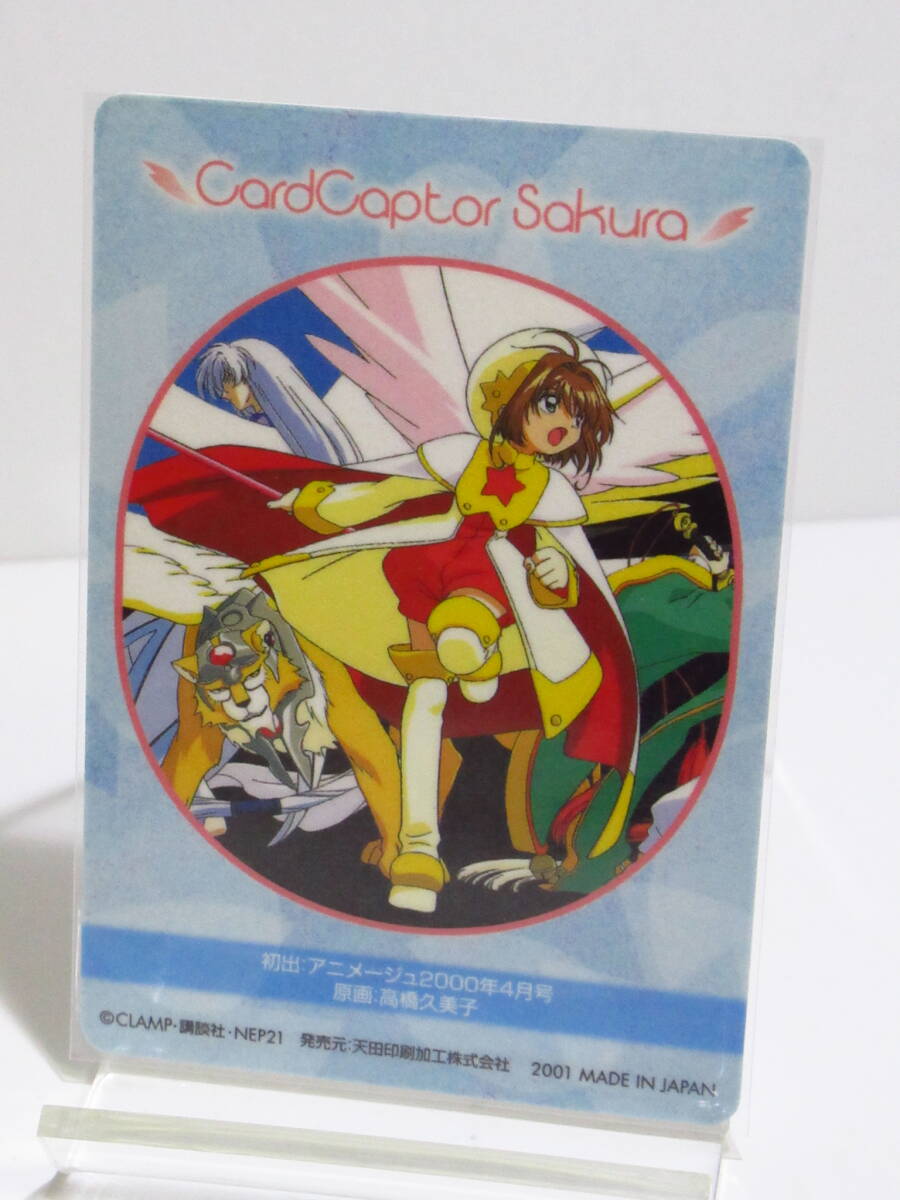 CardCaptor Sakura
初出:アニメージュ2000年4月号
原画:高橋久美子
©CLAMP・講談社・NEP21 発売元:天田印刷加工株式会社 2001 MADE IN JAPAN